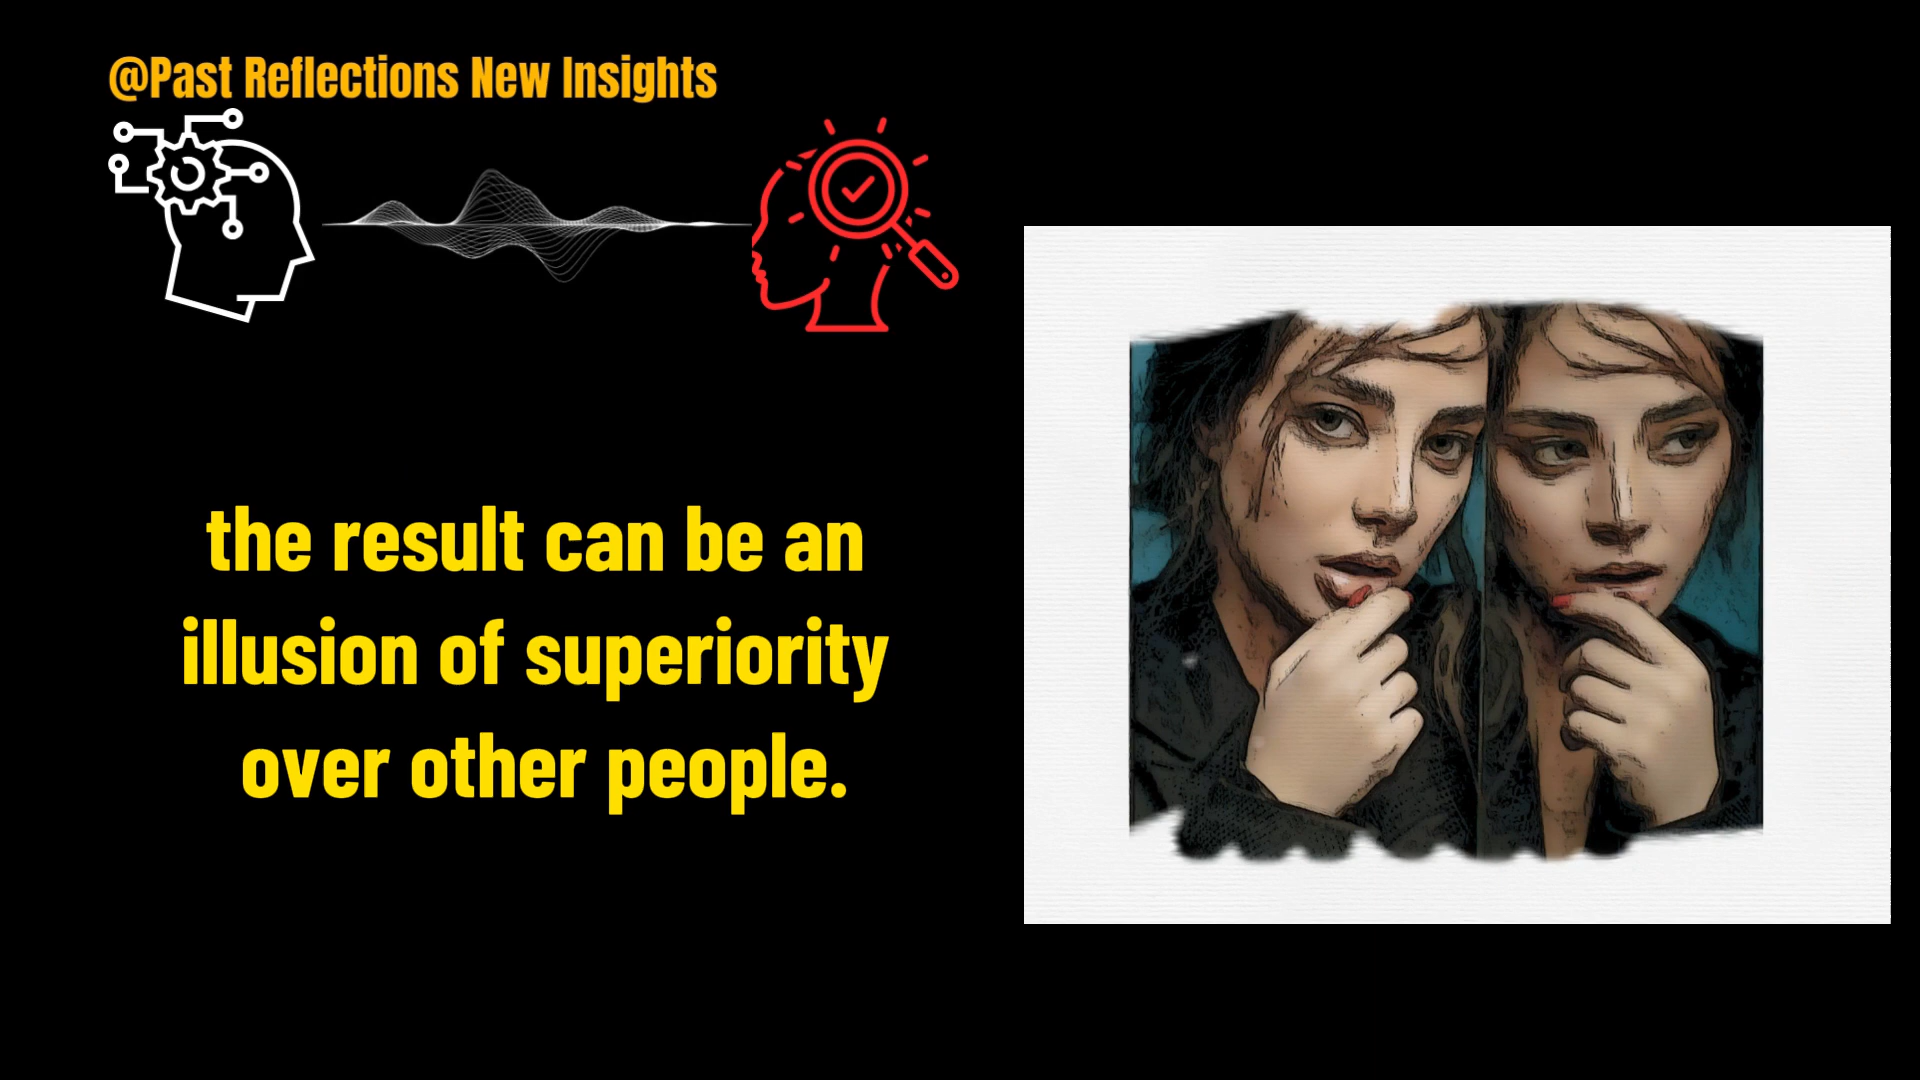 @Past Reflections New Insights
the result can be an
illusion of superiority
over other people.